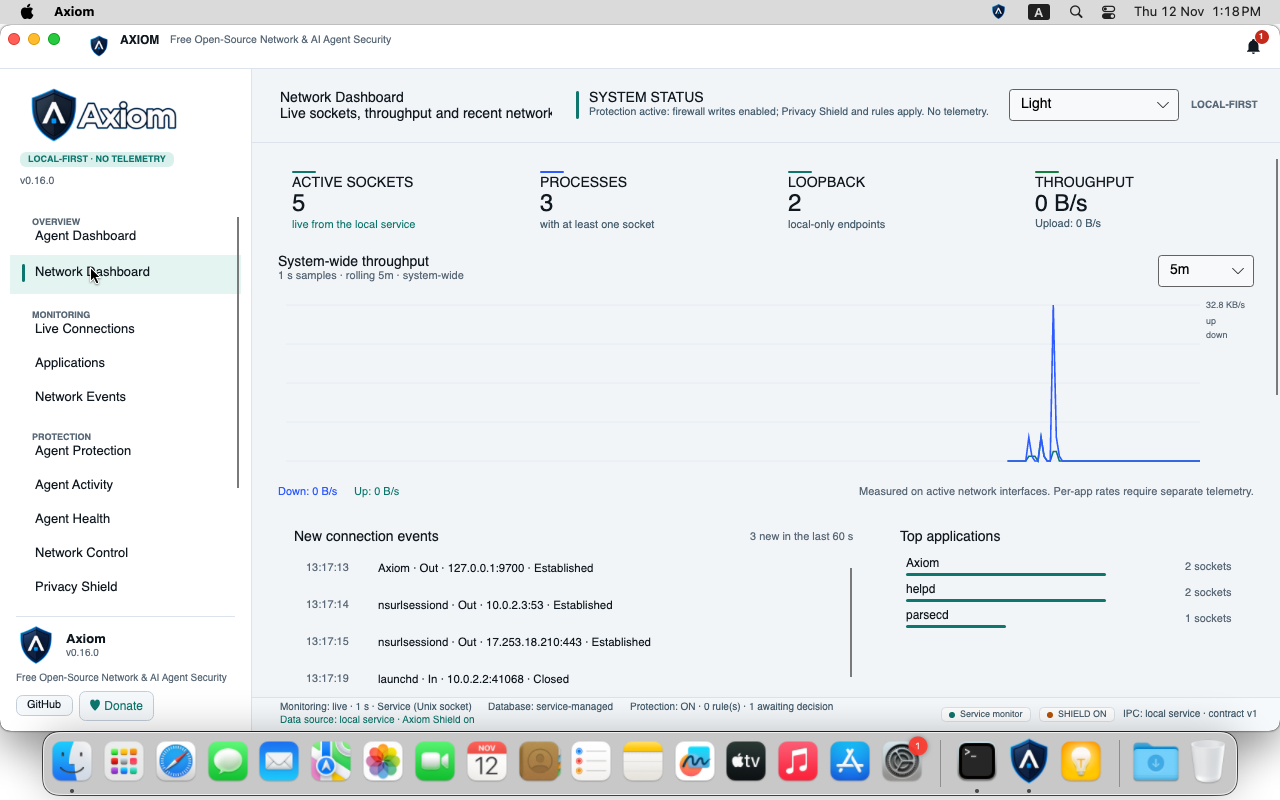 Axiom
A
Thu 12 Nov 1:18 PM
AXIOM Free Open-Source Network & AI Agent Security
1
Axiom
LOCAL-FIRST · NO TELEMETRY
v0.16.0
OVERVIEW
Agent Dashboard
Network Dashboard
MONITORING
Live Connections
Applications
Network Events
PROTECTION
Agent Protection
Agent Activity
Agent Health
Network Control
Privacy Shield
Axiom
v0.16.0
Free Open-Source Network & AI Agent Security
GitHub
Donate
Network Dashboard
Live sockets, throughput and recent network
SYSTEM STATUS
Protection active: firewall writes enabled; Privacy Shield and rules apply. No telemetry.
Light
LOCAL-FIRST
ACTIVE SOCKETS
5
live from the local service
PROCESSES
3
with at least one socket
LOOPBACK
2
local-only endpoints
THROUGHPUT
0 B/s
Upload: 0 B/s
System-wide throughput
1 s samples · rolling 5m · system-wide
5m
32.8 KB/s
up
down
Down: 0 B/s Up: 0 B/s
Measured on active network interfaces. Per-app rates require separate telemetry.
New connection events
3 new in the last 60 s
13:17:13 Axiom · Out · 127.0.0.1:9700 · Established
13:17:14 nsurlsessiond · Out · 10.0.2.3:53 · Established
13:17:15 nsurlsessiond · Out · 17.253.18.210:443 · Established
13:17:19 launchd · In · 10.0.2.2:41068 · Closed
Top applications
Axiom 2 sockets
helpd 2 sockets
parsecd 1 sockets
Monitoring: live · 1 s · Service (Unix socket) Database: service-managed Protection: ON · 0 rule(s) · 1 awaiting decision
Data source: local service · Axiom Shield on
Service monitor
SHIELD ON
IPC: local service · contract v1
NOV
12
tv
1
>_